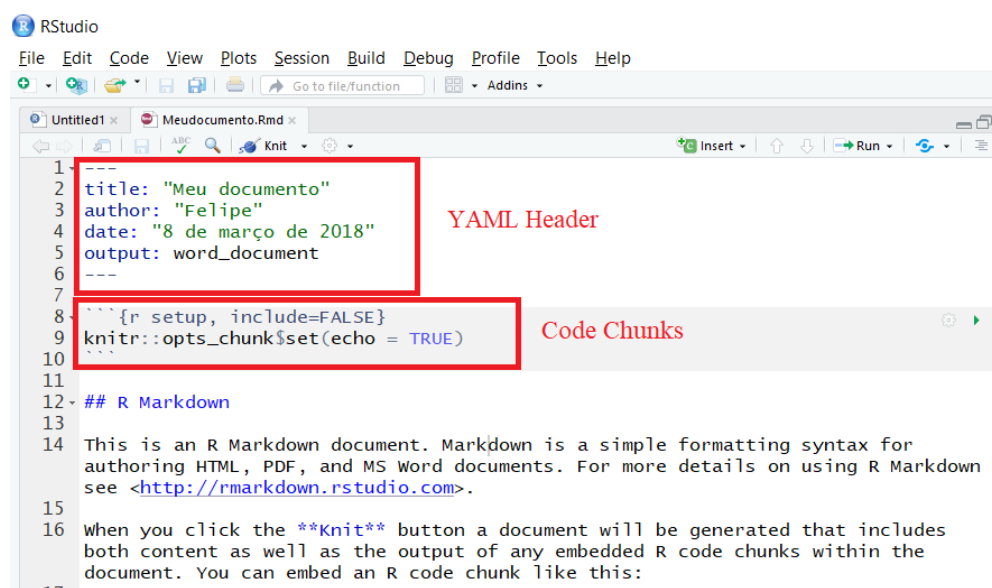 RStudio
File Edit Code View Plots Session Build Debug Profile Tools Help
Go to file/function Addins
Untitled1 Meudocumento.Rmd
ABC Knit Insert Run
1 ---
2 title: "Meu documento"
3 author: "Felipe"
4 date: "8 de março de 2018"
5 output: word_document
6 ---
YAML Header
7
8 ```{r setup, include=FALSE}
9 knitr::opts_chunk$set(echo = TRUE)
10 ```
Code Chunks
11
12 ## R Markdown
13
14 This is an R Markdown document. Markdown is a simple formatting syntax for
authoring HTML, PDF, and MS Word documents. For more details on using R Markdown
see <http://rmarkdown.rstudio.com>.
15
16 When you click the **Knit** button a document will be generated that includes
both content as well as the output of any embedded R code chunks within the
document. You can embed an R code chunk like this: